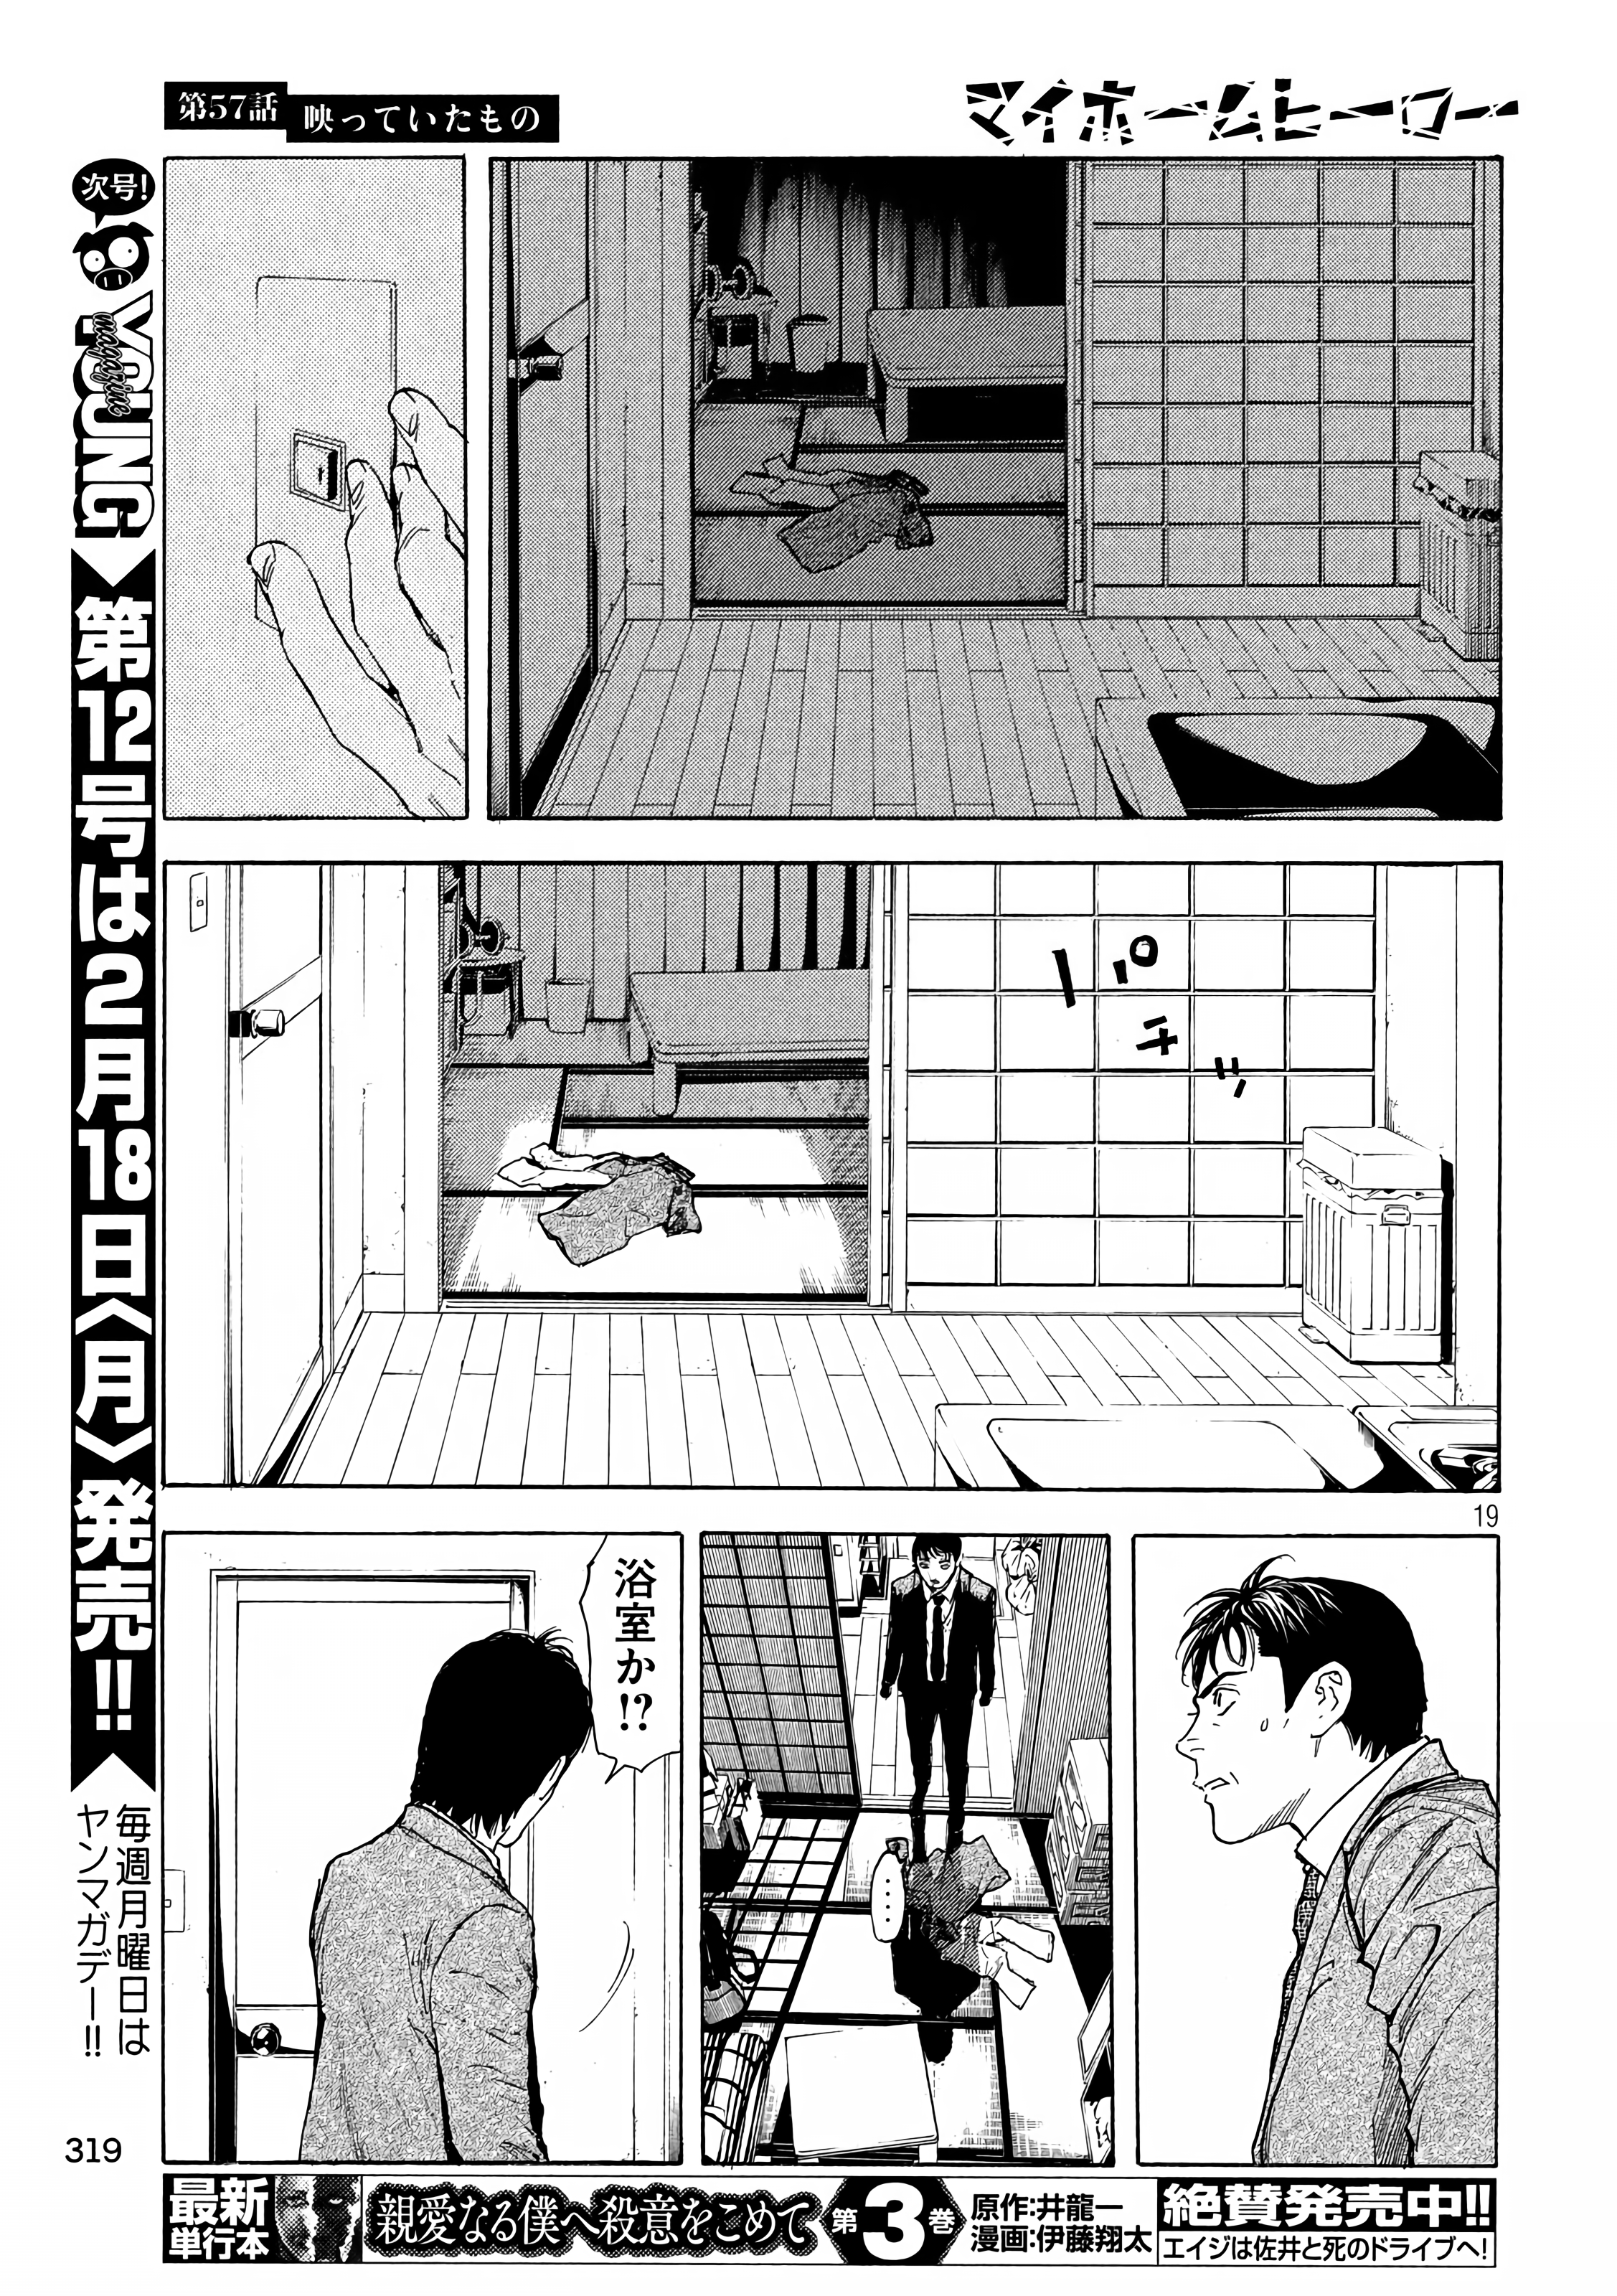 マイホームヒーロー
第57話
映っていたもの
パチッ
19
……
浴室か!?
次号!
YOUNG
magazine
第12号は2月18日〈月〉発売!!
毎週月曜日は
ヤンマガデー!!
319
最新
単行本
親愛なる僕へ殺意をこめて
第3巻
原作:井龍一
漫画:伊藤翔太
絶賛発売中!!
エイジは佐井と死のドライブへ!